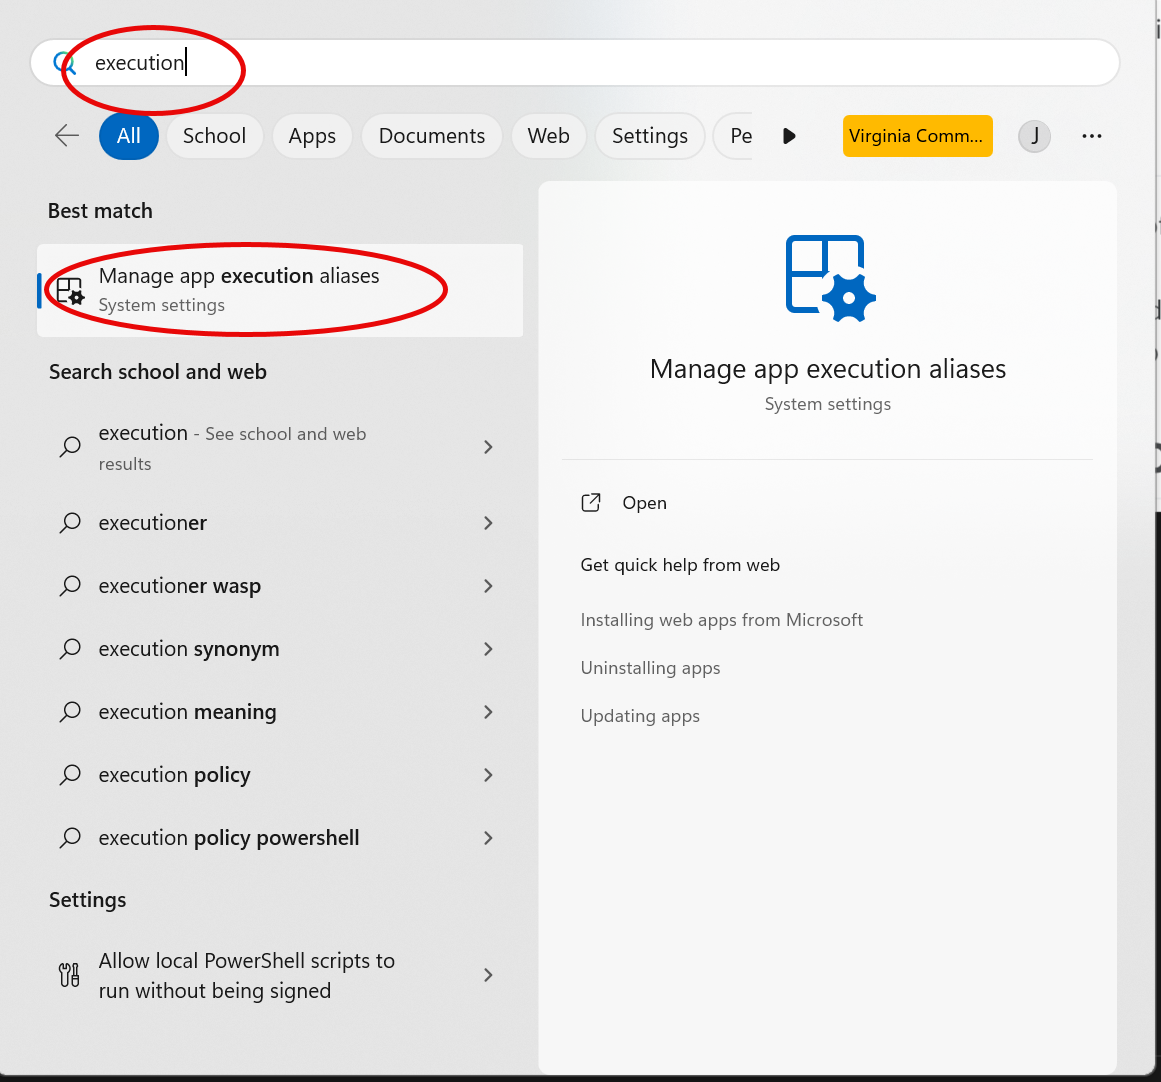 execution
All
School
Apps
Documents
Web
Settings
Pe
Virginia Comm...
J
Best match
Manage app execution aliases
System settings
Search school and web
execution - See school and web
results
executioner
executioner wasp
execution synonym
execution meaning
execution policy
execution policy powershell
Settings
Allow local PowerShell scripts to
run without being signed
Manage app execution aliases
System settings
Open
Get quick help from web
Installing web apps from Microsoft
Uninstalling apps
Updating apps